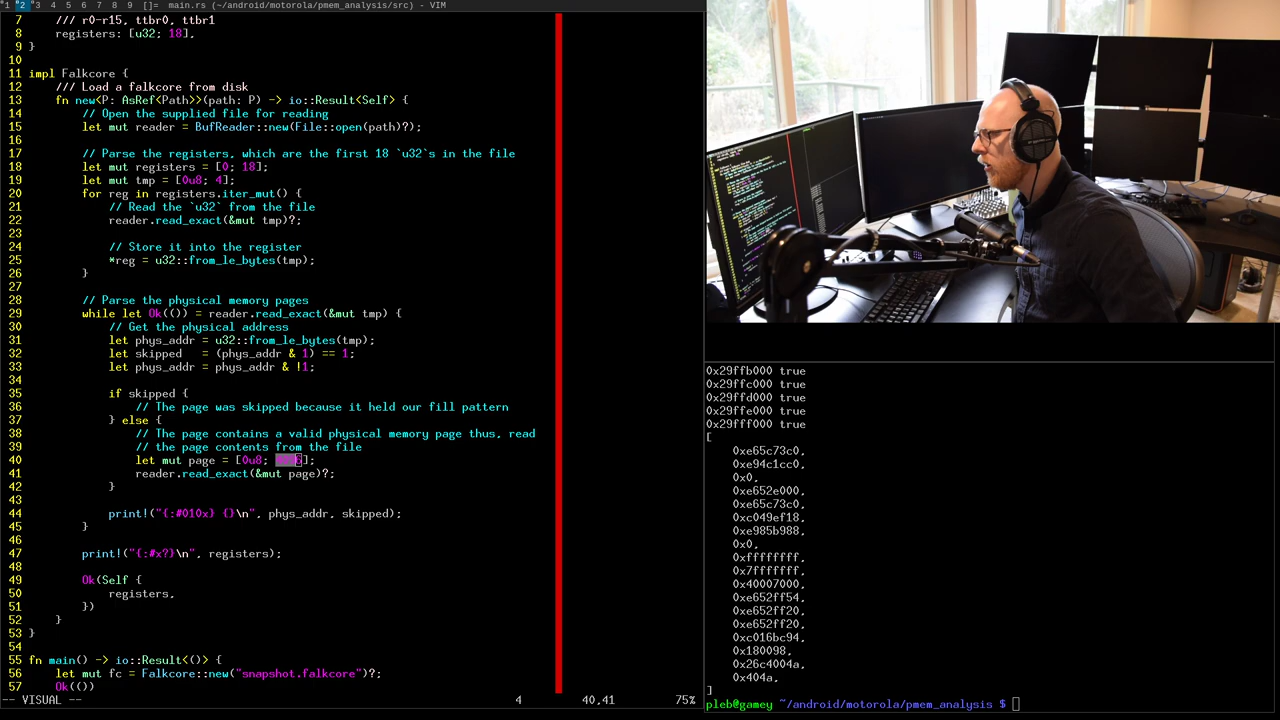 1 2 3 4 5 6 7 8 9 []= main.rs (~/android/motorola/pmem_analysis/src) - VIM
7     /// r0-r15, ttbr0, ttbr1
8     registers: [u32; 18],
9 }
10
11 impl Falkcore {
12     /// Load a falkcore from disk
13     fn new<P: AsRef<Path>>(path: P) -> io::Result<Self> {
14         // Open the supplied file for reading
15         let mut reader = BufReader::new(File::open(path)?);
16
17         // Parse the registers, which are the first 18 `u32`s in the file
18         let mut registers = [0; 18];
19         let mut tmp = [0u8; 4];
20         for reg in registers.iter_mut() {
21             // Read the `u32` from the file
22             reader.read_exact(&mut tmp)?;
23
24             // Store it into the register
25             *reg = u32::from_le_bytes(tmp);
26         }
27
28         // Parse the physical memory pages
29         while let Ok(()) = reader.read_exact(&mut tmp) {
30             // Get the physical address
31             let phys_addr = u32::from_le_bytes(tmp);
32             let skipped   = (phys_addr & 1) == 1;
33             let phys_addr = phys_addr & !1;
34
35             if skipped {
36                 // The page was skipped because it held our fill pattern
37             } else {
38                 // The page contains a valid physical memory page thus, read
39                 // the page contents from the file
40                 let mut page = [0u8; ];
41                 reader.read_exact(&mut page)?;
42             }
43
44             print!("{:#010x} {}\n", phys_addr, skipped);
45         }
46
47         print!("{:#x?}\n", registers);
48
49         Ok(Self {
50             registers,
51         })
52     }
53 }
54
55 fn main() -> io::Result<()> {
56     let mut fc = Falkcore::new("snapshot.falkcore")?;
57     Ok(())
-- VISUAL -- 4 40,41 75%
0x29ffb000 true
0x29ffc000 true
0x29ffd000 true
0x29ffe000 true
0x29fff000 true
[
    0xe65c73c0,
    0xe94c1cc0,
    0x0,
    0xe652e000,
    0xe65c73c0,
    0xc049ef18,
    0xe985b988,
    0x0,
    0xffffffff,
    0x7fffffff,
    0x40007000,
    0xe652ff54,
    0xe652ff20,
    0xe652ff20,
    0xc016bc94,
    0x180098,
    0x26c4004a,
    0x404a,
]
pleb@gamey ~/android/motorola/pmem_analysis $